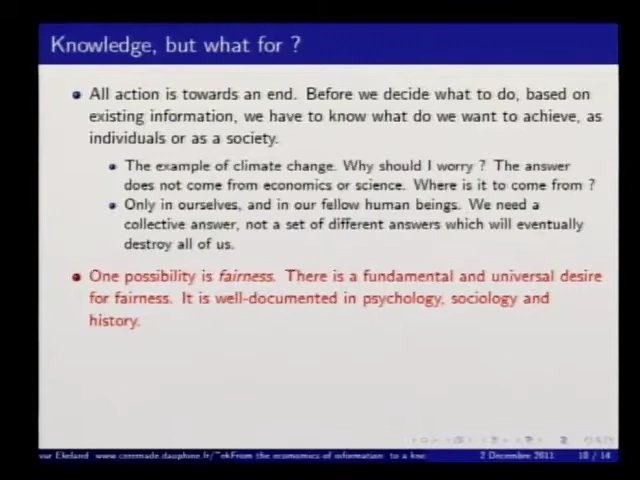 Knowledge, but what for ?
All action is towards an end. Before we decide what to do, based on
existing information, we have to know what do we want to achieve, as
individuals or as a society.
The example of climate change. Why should I worry ? The answer
does not come from economics or science. Where is it to come from ?
Only in ourselves, and in our fellow human beings. We need a
collective answer, not a set of different answers which will eventually
destroy all of us.
One possibility is fairness. There is a fundamental and universal desire
for fairness. It is well-documented in psychology, sociology and
history.
var Ekeland www.ceremade.dauphine.fr/~ekFrom the economics of information to a kno 2 Decembre 2011 10 / 14